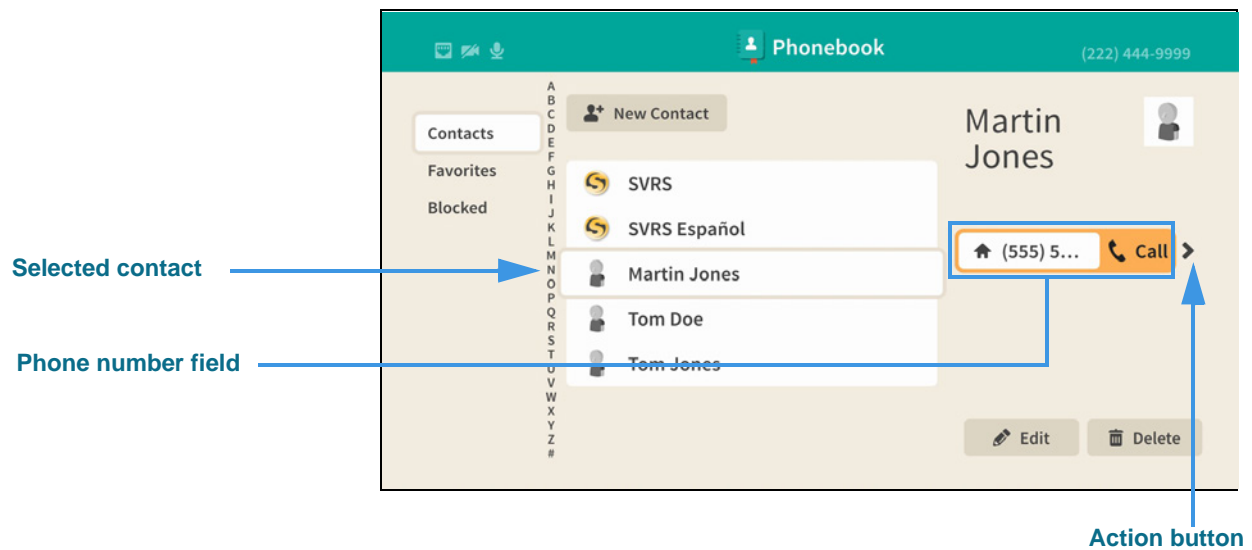 Phonebook
(222) 444-9999
Contacts
Favorites
Blocked
A
B
C
D
E
F
G
H
I
J
K
L
M
N
O
P
Q
R
S
T
U
V
W
X
Y
Z
#
New Contact
SVRS
SVRS Español
Martin Jones
Tom Doe
Tom Jones
Martin
Jones
(555) 5... Call
Edit
Delete
Selected contact
Phone number field
Action button